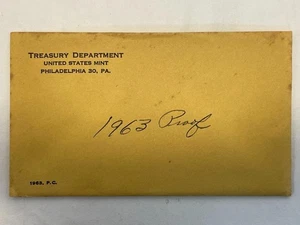 TREASURY DEPARTMENT
UNITED STATES MINT
PHILADELPHIA 30, PA.
1963 Proof
1963, P.C.